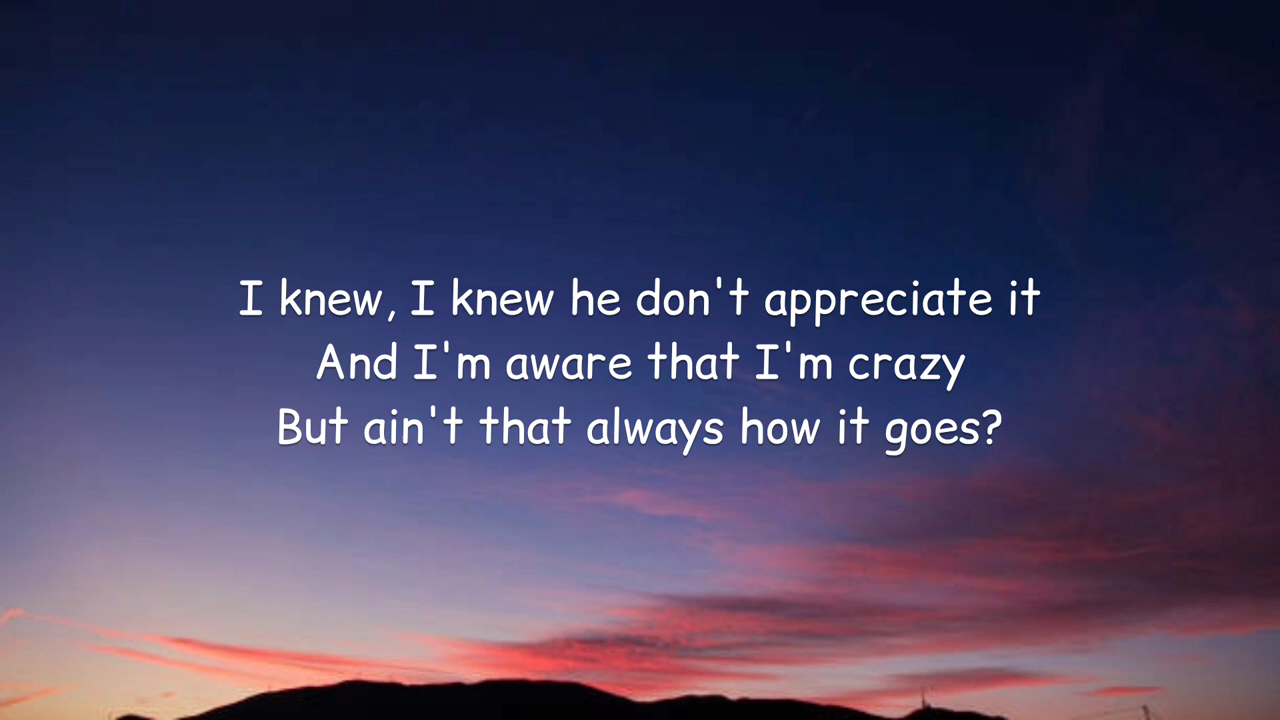 I knew, I knew he don't appreciate it
And I'm aware that I'm crazy
But ain't that always how it goes?